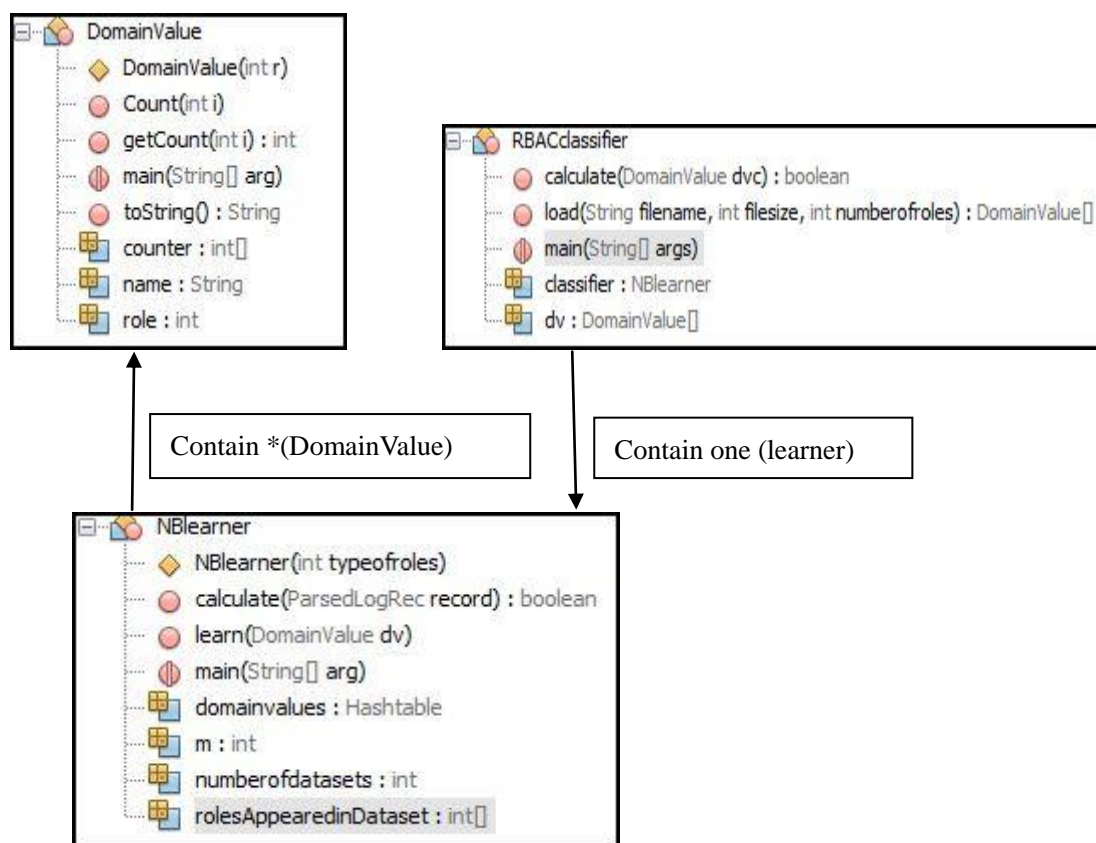 DomainValue
DomainValue(int r)
Count(int i)
getCount(int i) : int
main(String[] arg)
toString() : String
counter : int[]
name : String
role : int
RBACclassifier
calculate(DomainValue dvc) : boolean
load(String filename, int filesize, int numberofroles) : DomainValue[]
main(String[] args)
classifier : NBlearner
dv : DomainValue[]
Contain *(DomainValue)
Contain one (learner)
NBlearner
NBlearner(int typeofroles)
calculate(ParsedLogRec record) : boolean
learn(DomainValue dv)
main(String[] arg)
domainvalues : Hashtable
m : int
numberofdatasets : int
rolesAppearedinDataset : int[]